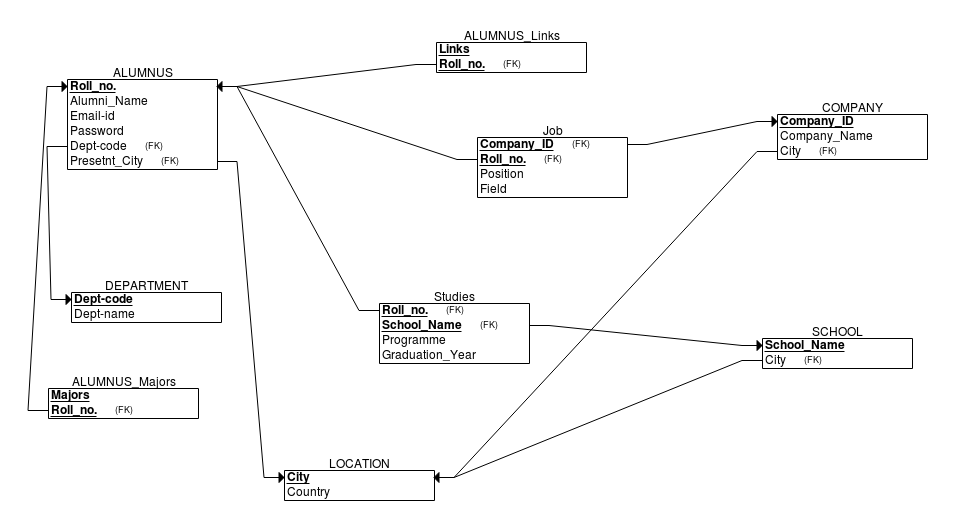 ALUMNUS_Links
Links
Roll_no. (FK)
ALUMNUS
Roll_no.
Alumni_Name
Email-id
Password
Dept-code (FK)
Presetnt_City (FK)
COMPANY
Company_ID
Company_Name
City (FK)
Job
Company_ID (FK)
Roll_no. (FK)
Position
Field
DEPARTMENT
Dept-code
Dept-name
Studies
Roll_no. (FK)
School_Name (FK)
Programme
Graduation_Year
SCHOOL
School_Name
City (FK)
ALUMNUS_Majors
Majors
Roll_no. (FK)
LOCATION
City
Country